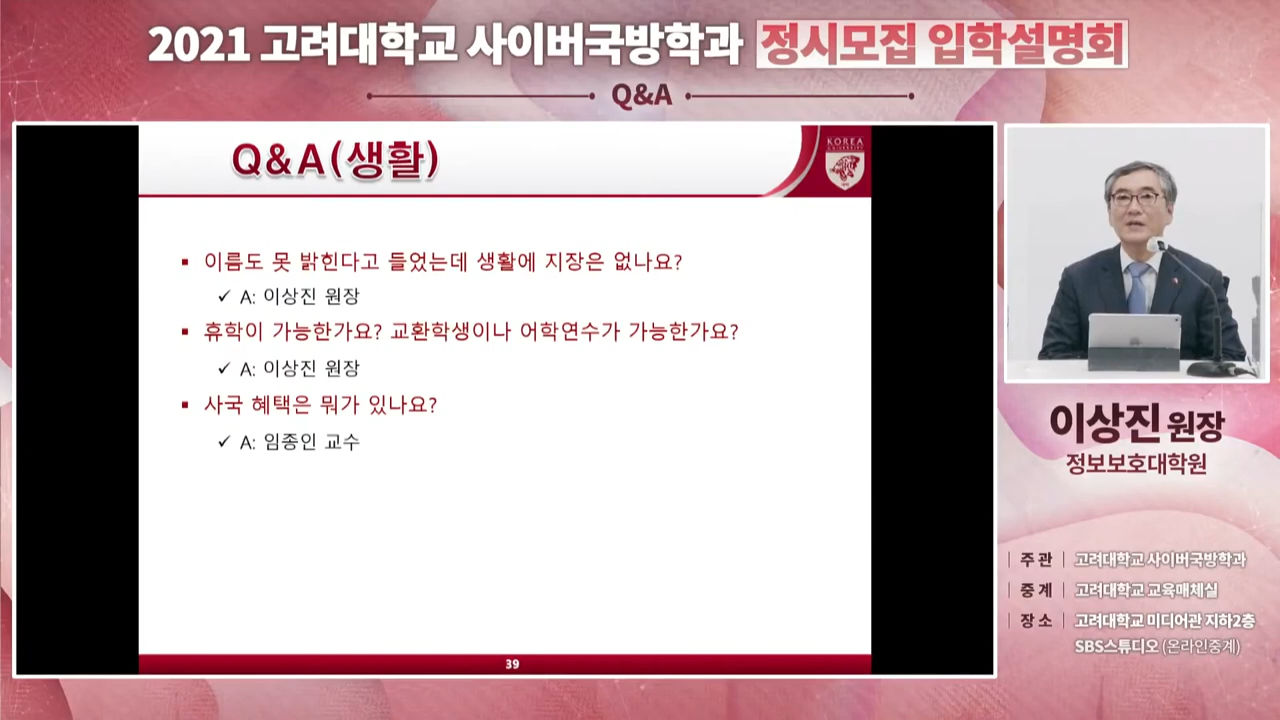 2021 고려대학교 사이버국방학과 정시모집 입학설명회
Q&A
Q&A(생활)
KOREA
UNIVERSITY
▪ 이름도 못 밝힌다고 들었는데 생활에 지장은 없나요?
✓ A: 이상진 원장
▪ 휴학이 가능한가요? 교환학생이나 어학연수가 가능한가요?
✓ A: 이상진 원장
▪ 사국 혜택은 뭐가 있나요?
✓ A: 임종인 교수
39
이상진 원장
정보보호대학원
| 주 관 | 고려대학교 사이버국방학과
| 중 계 | 고려대학교 교육매체실
| 장 소 | 고려대학교 미디어관 지하2층
SBS스튜디오 (온라인중계)